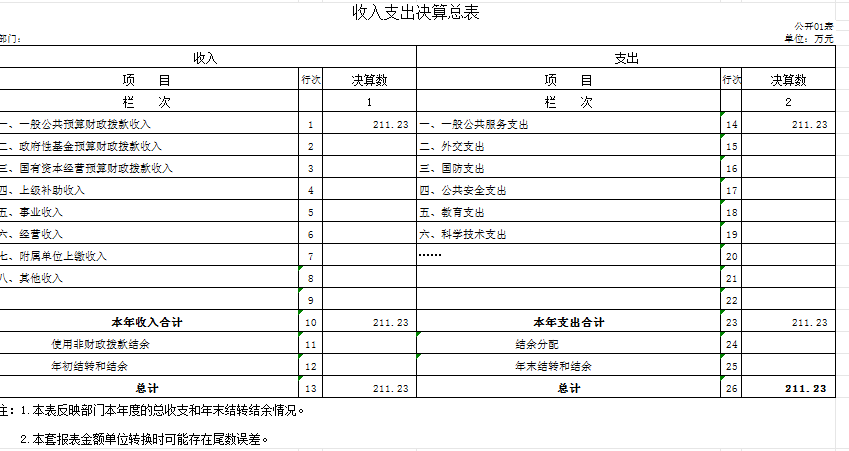 收入支出决算总表
公开01表
部门: 单位: 万元
收入 支出
项 目 行次 决算数 项 目 行次 决算数
栏 次 1 栏 次 2
一、一般公共预算财政拨款收入 1 211.23 一、一般公共服务支出 14 211.23
二、政府性基金预算财政拨款收入 2 二、外交支出 15
三、国有资本经营预算财政拨款收入 3 三、国防支出 16
四、上级补助收入 4 四、公共安全支出 17
五、事业收入 5 五、教育支出 18
六、经营收入 6 六、科学技术支出 19
七、附属单位上缴收入 7 …… 20
八、其他收入 8 21
9 22
本年收入合计 10 211.23 本年支出合计 23 211.23
使用非财政拨款结余 11 结余分配 24
年初结转和结余 12 年末结转和结余 25
总计 13 211.23 总计 26 211.23
注: 1.本表反映部门本年度的总收支和年末结转结余情况。
2.本套报表金额单位转换时可能存在尾数误差。